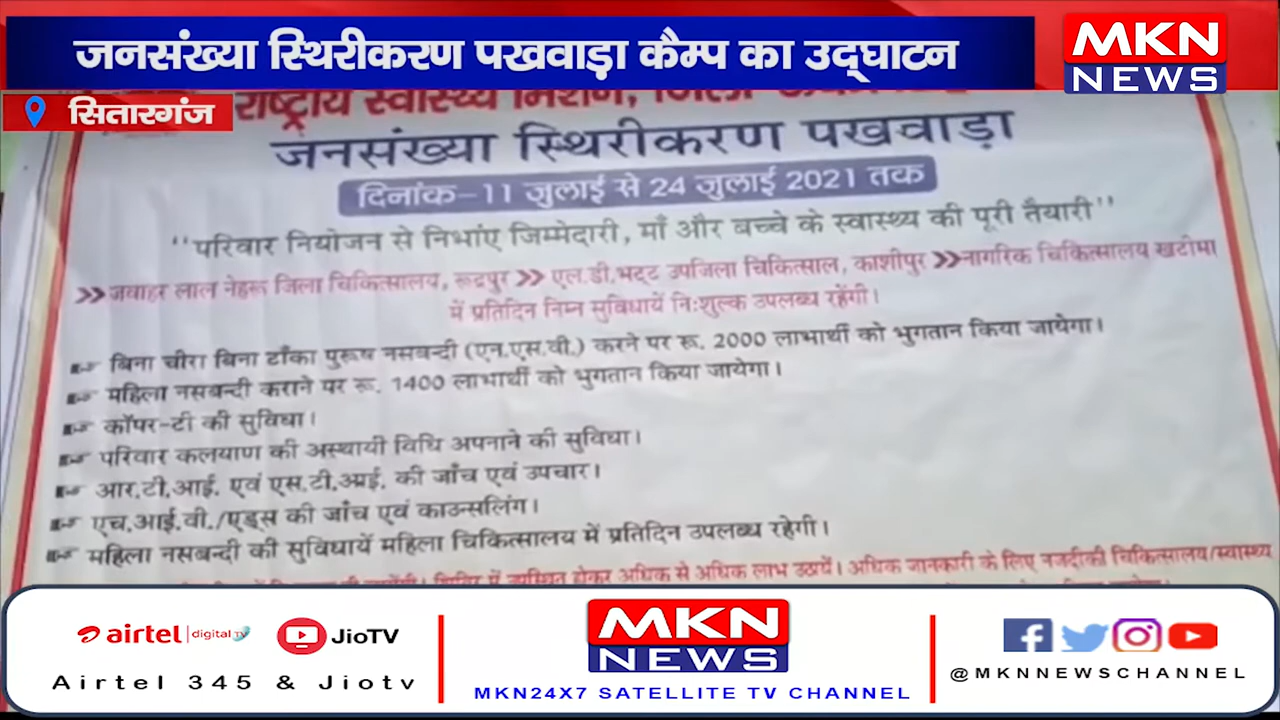 जनसंख्या स्थिरीकरण पखवाड़ा कैम्प का उद्घाटन
MKN
NEWS
सितारगंज
राष्ट्रीय स्वास्थ्य मिशन,
जनसंख्या स्थिरीकरण पखवाड़ा
दिनांक-11 जुलाई से 24 जुलाई 2021 तक
"परिवार नियोजन से निभांए जिम्मेदारी, माँ और बच्चे के स्वास्थ्य की पूरी तैयारी"
>> जवाहर लाल नेहरू जिला चिकित्सालय, रूद्रपुर >> एल.डी.भट्ट उपजिला चिकित्साल, काशीपुर >> नागरिक चिकित्सालय खटीमा
में प्रतिदिन निम्न सुविधायें निःशुल्क उपलब्ध रहेंगी।
बिना चीरा बिना टाँका पुरूष नसबन्दी (एन.एस.वी.) करने पर रू. 2000 लाभार्थी को भुगतान किया जायेगा।
महिला नसबन्दी कराने पर रू. 1400 लाभार्थी को भुगतान किया जायेगा।
कॉपर-टी की सुविधा।
परिवार कलयाण की अस्थायी विधि अपनाने की सुविधा।
आर.टी.आई. एवं एस.टी.आई. की जाँच एवं उपचार।
एच.आई.वी./एड्स की जाँच एवं काउन्सलिंग।
महिला नसबन्दी की सुविधायें महिला चिकित्सालय में प्रतिदिन उपलब्ध रहेगी।
में उपस्थित होकर अधिक से अधिक लाभ उठायें। अधिक जानकारी के लिए नजदीकी चिकित्सालय/स्वास्थ्य
airtel digital TV
JioTV
Airtel 345 & Jiotv
MKN
NEWS
MKN24X7 SATELLITE TV CHANNEL
@MKNNEWSCHANNEL